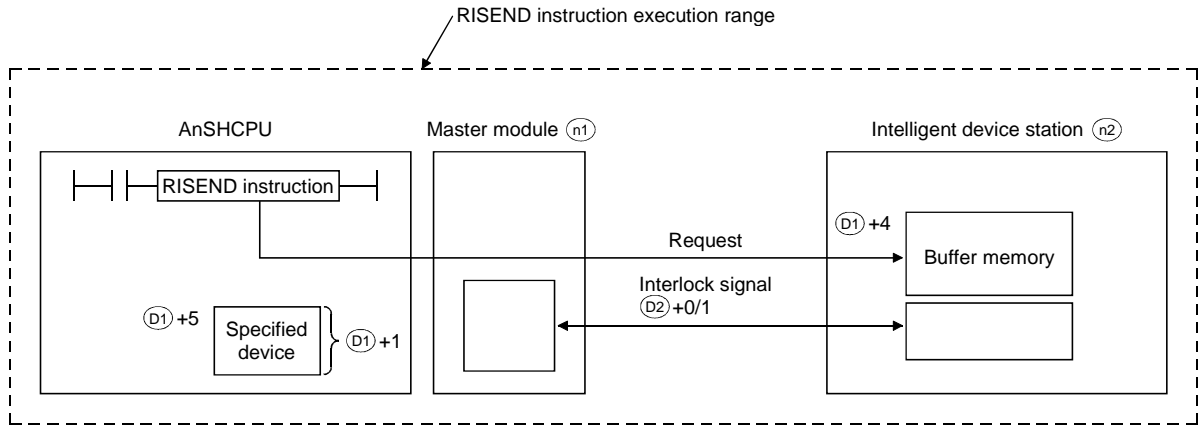 RISEND instruction execution range
AnSHCPU
Master module n1
Intelligent device station n2
RISEND instruction
D1 +4
Request
Buffer memory
Interlock signal
D2 +0/1
D1 +5
Specified
device
D1 +1